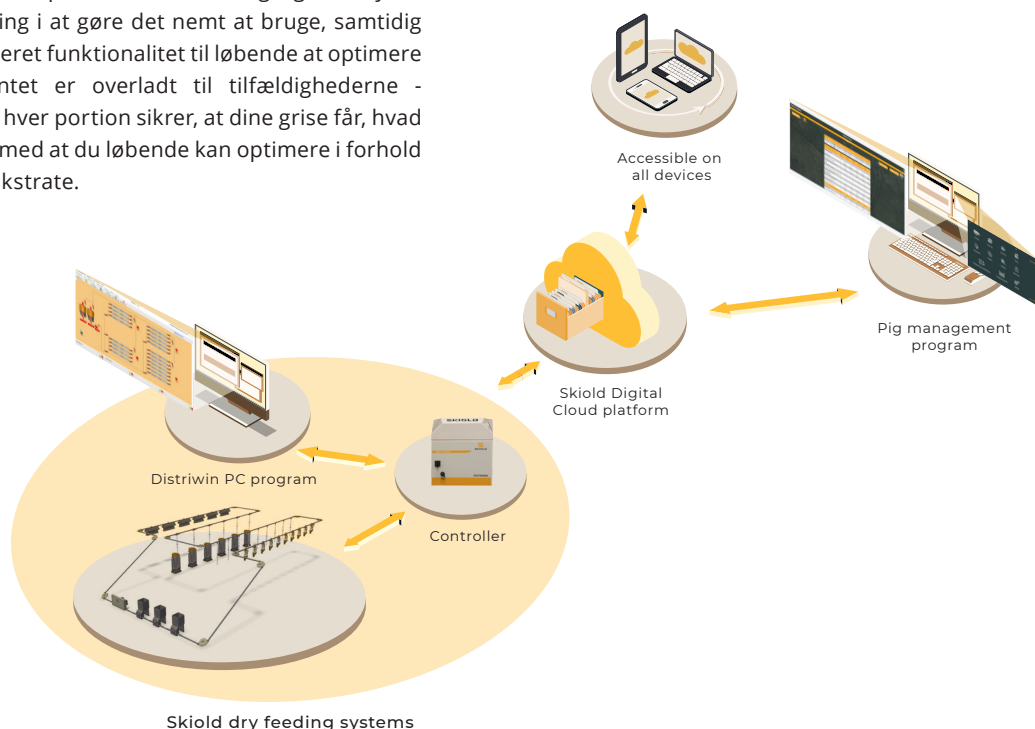 ing i at gøre det nemt at bruge, samtidig
eret funktionalitet til løbende at optimere
ntet er overladt til tilfældighederne -
hver portion sikrer, at dine grise får, hvad
med at du løbende kan optimere i forhold
kstrate.
Accessible on
all devices
Pig management
program
Skiold Digital
Cloud platform
Distriwin PC program
SKIOLD
Controller
Skiold dry feeding systems